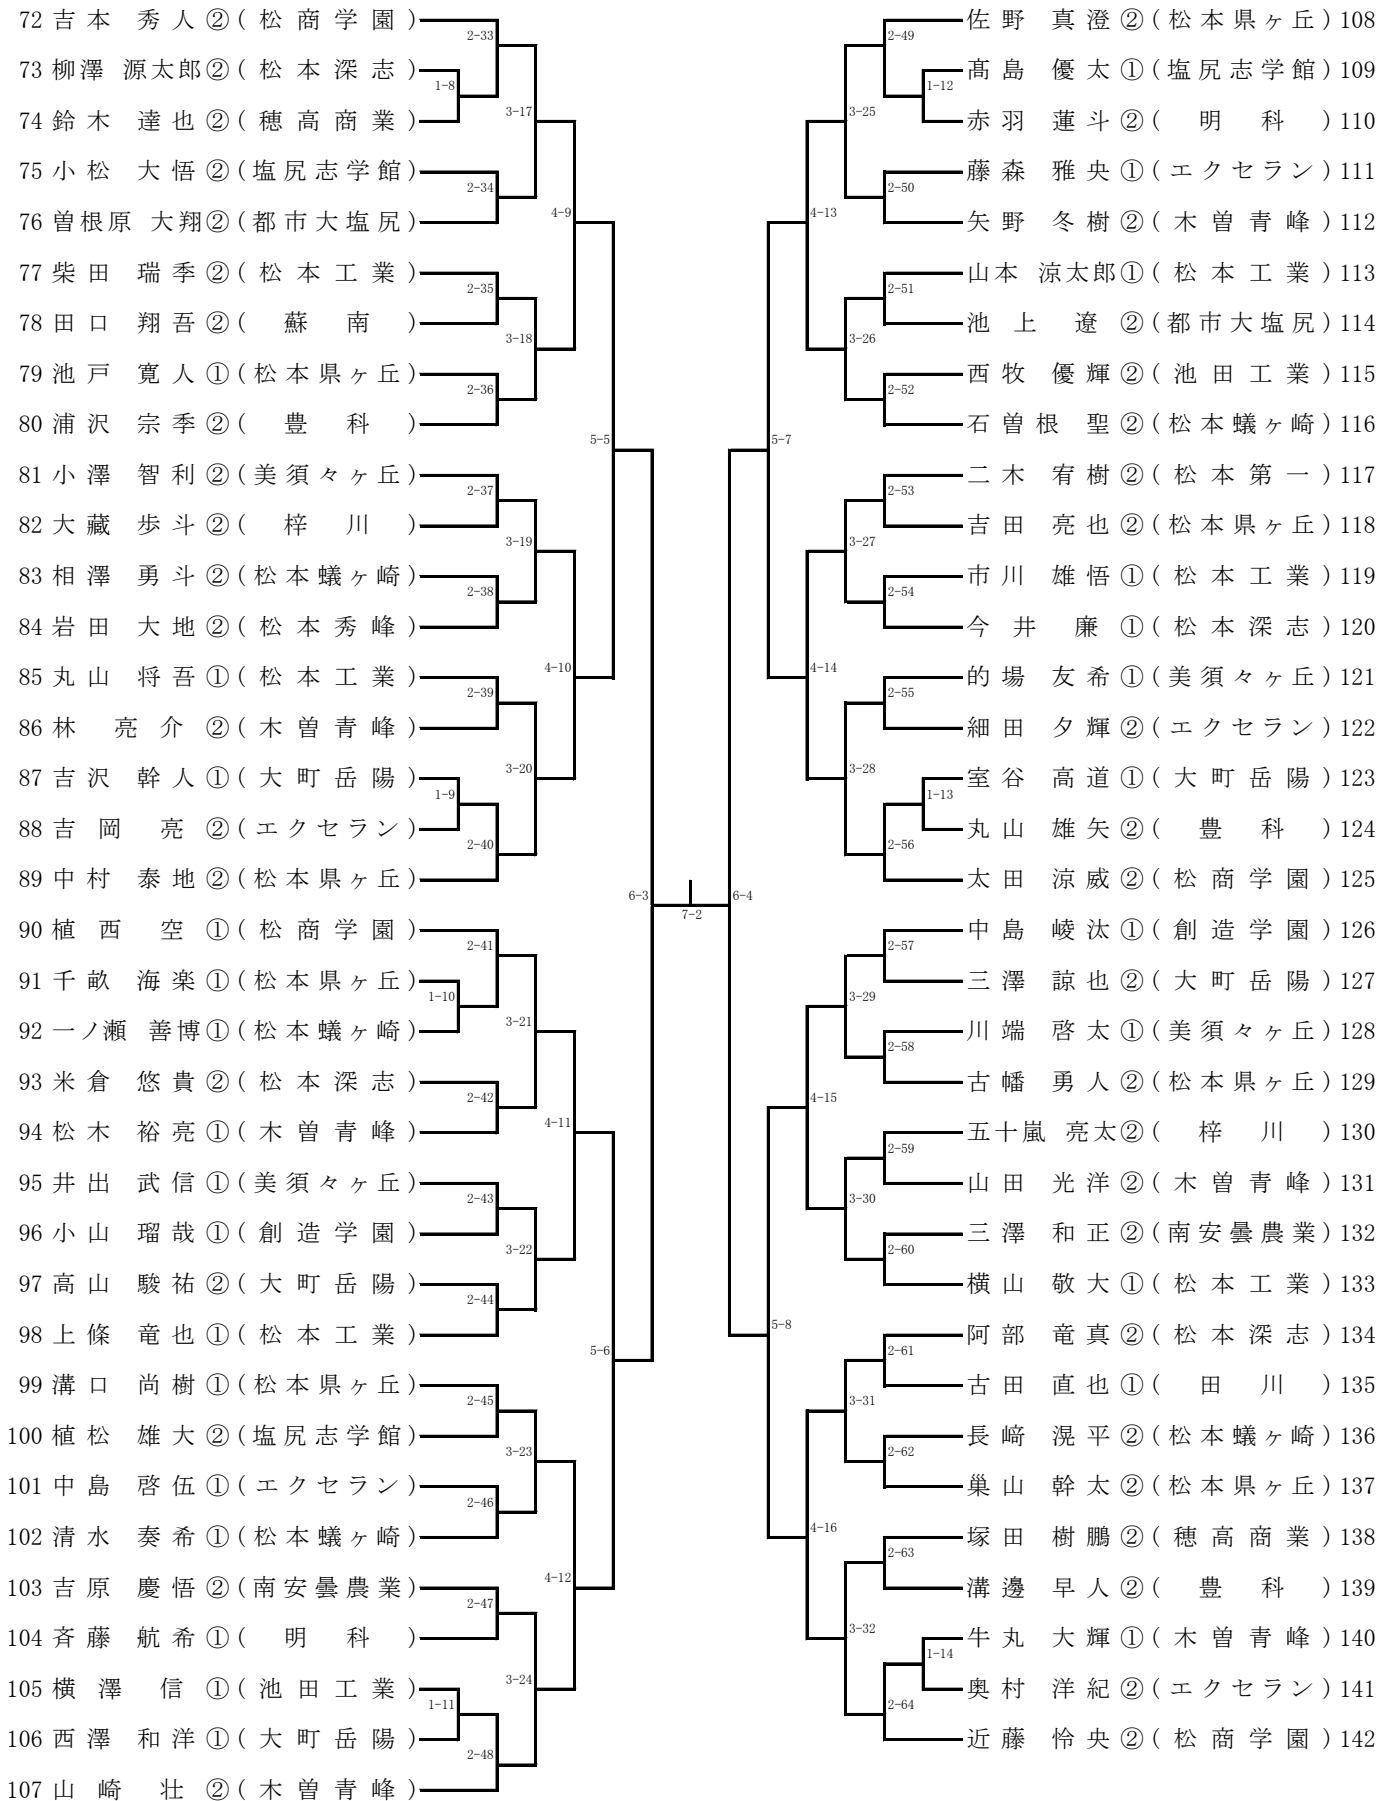 72 吉本 秀人② (松商学園)
2-33
73 柳澤 源太郎② (松本深志)
1-8
74 鈴木 達也② (穂高商業)
3-17
75 小松 大悟② (塩尻志学館)
2-34
76 曽根原 大翔② (都市大塩尻)
4-9
77 柴田 瑞季② (松本工業)
2-35
78 田口 翔吾② (蘇南)
3-18
79 池戸 寛人① (松本県ヶ丘)
2-36
80 浦沢 宗季② (豊科)
5-5
81 小澤 智利② (美須々ヶ丘)
2-37
82 大藏 歩斗② (梓川)
3-19
83 相澤 勇斗② (松本蟻ヶ崎)
2-38
84 岩田 大地② (松本秀峰)
4-10
85 丸山 将吾① (松本工業)
2-39
86 林 亮介② (木曽青峰)
3-20
87 吉沢 幹人① (大町岳陽)
1-9
88 吉岡 亮② (エクセラン)
2-40
89 中村 泰地② (松本県ヶ丘)
6-3
90 植西 空① (松商学園)
2-41
91 千畝 海楽① (松本県ヶ丘)
1-10
92 一ノ瀬 善博① (松本蟻ヶ崎)
3-21
93 米倉 悠貴② (松本深志)
2-42
94 松木 裕亮① (木曽青峰)
4-11
95 井出 武信① (美須々ヶ丘)
2-43
96 小山 瑠哉① (創造学園)
3-22
97 高山 駿祐② (大町岳陽)
2-44
98 上條 竜也① (松本工業)
5-6
99 溝口 尚樹① (松本県ヶ丘)
2-45
100 植松 雄大② (塩尻志学館)
3-23
101 中島 啓伍① (エクセラン)
2-46
102 清水 奏希① (松本蟻ヶ崎)
4-12
103 吉原 慶悟② (南安曇農業)
2-47
104 斉藤 航希① (明科)
3-24
105 横澤 信① (池田工業)
1-11
106 西澤 和洋① (大町岳陽)
2-48
107 山崎 壮② (木曽青峰)
7-2
佐野 真澄② (松本県ヶ丘) 108
2-49
髙島 優太① (塩尻志学館) 109
1-12
赤羽 蓮斗② (明科) 110
3-25
藤森 雅央① (エクセラン) 111
2-50
矢野 冬樹② (木曽青峰) 112
4-13
山本 涼太郎① (松本工業) 113
2-51
池上 遼② (都市大塩尻) 114
3-26
西牧 優輝② (池田工業) 115
2-52
石曽根 聖② (松本蟻ヶ崎) 116
5-7
二木 宥樹② (松本第一) 117
2-53
吉田 亮也② (松本県ヶ丘) 118
3-27
市川 雄悟① (松本工業) 119
2-54
今井 廉① (松本深志) 120
4-14
的場 友希① (美須々ヶ丘) 121
2-55
細田 夕輝② (エクセラン) 122
3-28
室谷 高道① (大町岳陽) 123
1-13
丸山 雄矢② (豊科) 124
2-56
太田 涼威② (松商学園) 125
6-4
中島 崚汰① (創造学園) 126
2-57
三澤 諒也② (大町岳陽) 127
3-29
川端 啓太① (美須々ヶ丘) 128
2-58
古幡 勇人② (松本県ヶ丘) 129
4-15
五十嵐 亮太② (梓川) 130
2-59
山田 光洋② (木曽青峰) 131
3-30
三澤 和正② (南安曇農業) 132
2-60
横山 敬大① (松本工業) 133
5-8
阿部 竜真② (松本深志) 134
2-61
古田 直也① (田川) 135
3-31
長﨑 滉平② (松本蟻ヶ崎) 136
2-62
巣山 幹太② (松本県ヶ丘) 137
4-16
塚田 樹鵬② (穂高商業) 138
2-63
溝邊 早人② (豊科) 139
3-32
牛丸 大輝① (木曽青峰) 140
1-14
奥村 洋紀② (エクセラン) 141
2-64
近藤 怜央② (松商学園) 142